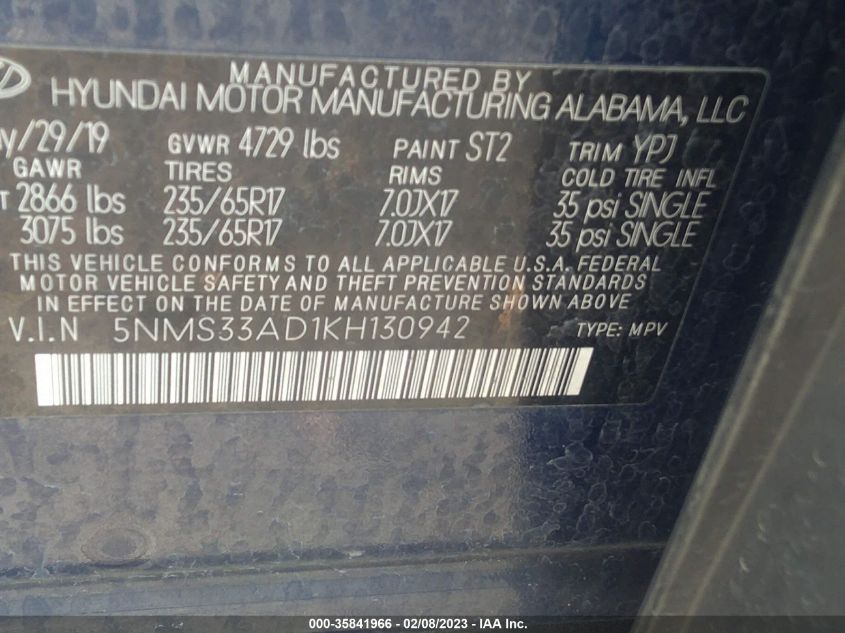 MANUFACTURED BY
HYUNDAI MOTOR MANUFACTURING ALABAMA, LLC
/29/19 GVWR 4729 lbs PAINT ST2 TRIM YPJ
GAWR TIRES RIMS COLD TIRE INFL
T 2866 lbs 235/65R17 7.0JX17 35 psi SINGLE
3075 lbs 235/65R17 7.0JX17 35 psi SINGLE
THIS VEHICLE CONFORMS TO ALL APPLICABLE U.S.A. FEDERAL
MOTOR VEHICLE SAFETY AND THEFT PREVENTION STANDARDS
IN EFFECT ON THE DATE OF MANUFACTURE SHOWN ABOVE
V.I.N 5NMS33AD1KH130942 TYPE: MPV
000-35841966 - 02/08/2023 - IAA Inc.